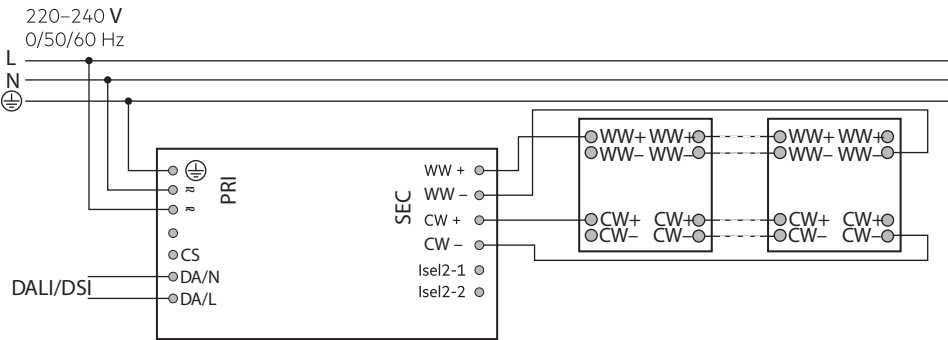 220–240 V
0/50/60 Hz
L
N
PRI
≈
≈
CS
DA/N
DA/L
DALI/DSI
SEC
WW +
WW –
CW +
CW –
Isel2-1
Isel2-2
WW+ WW+
WW– WW–
CW+ CW+
CW– CW–
WW+ WW+
WW– WW–
CW+ CW+
CW– CW–